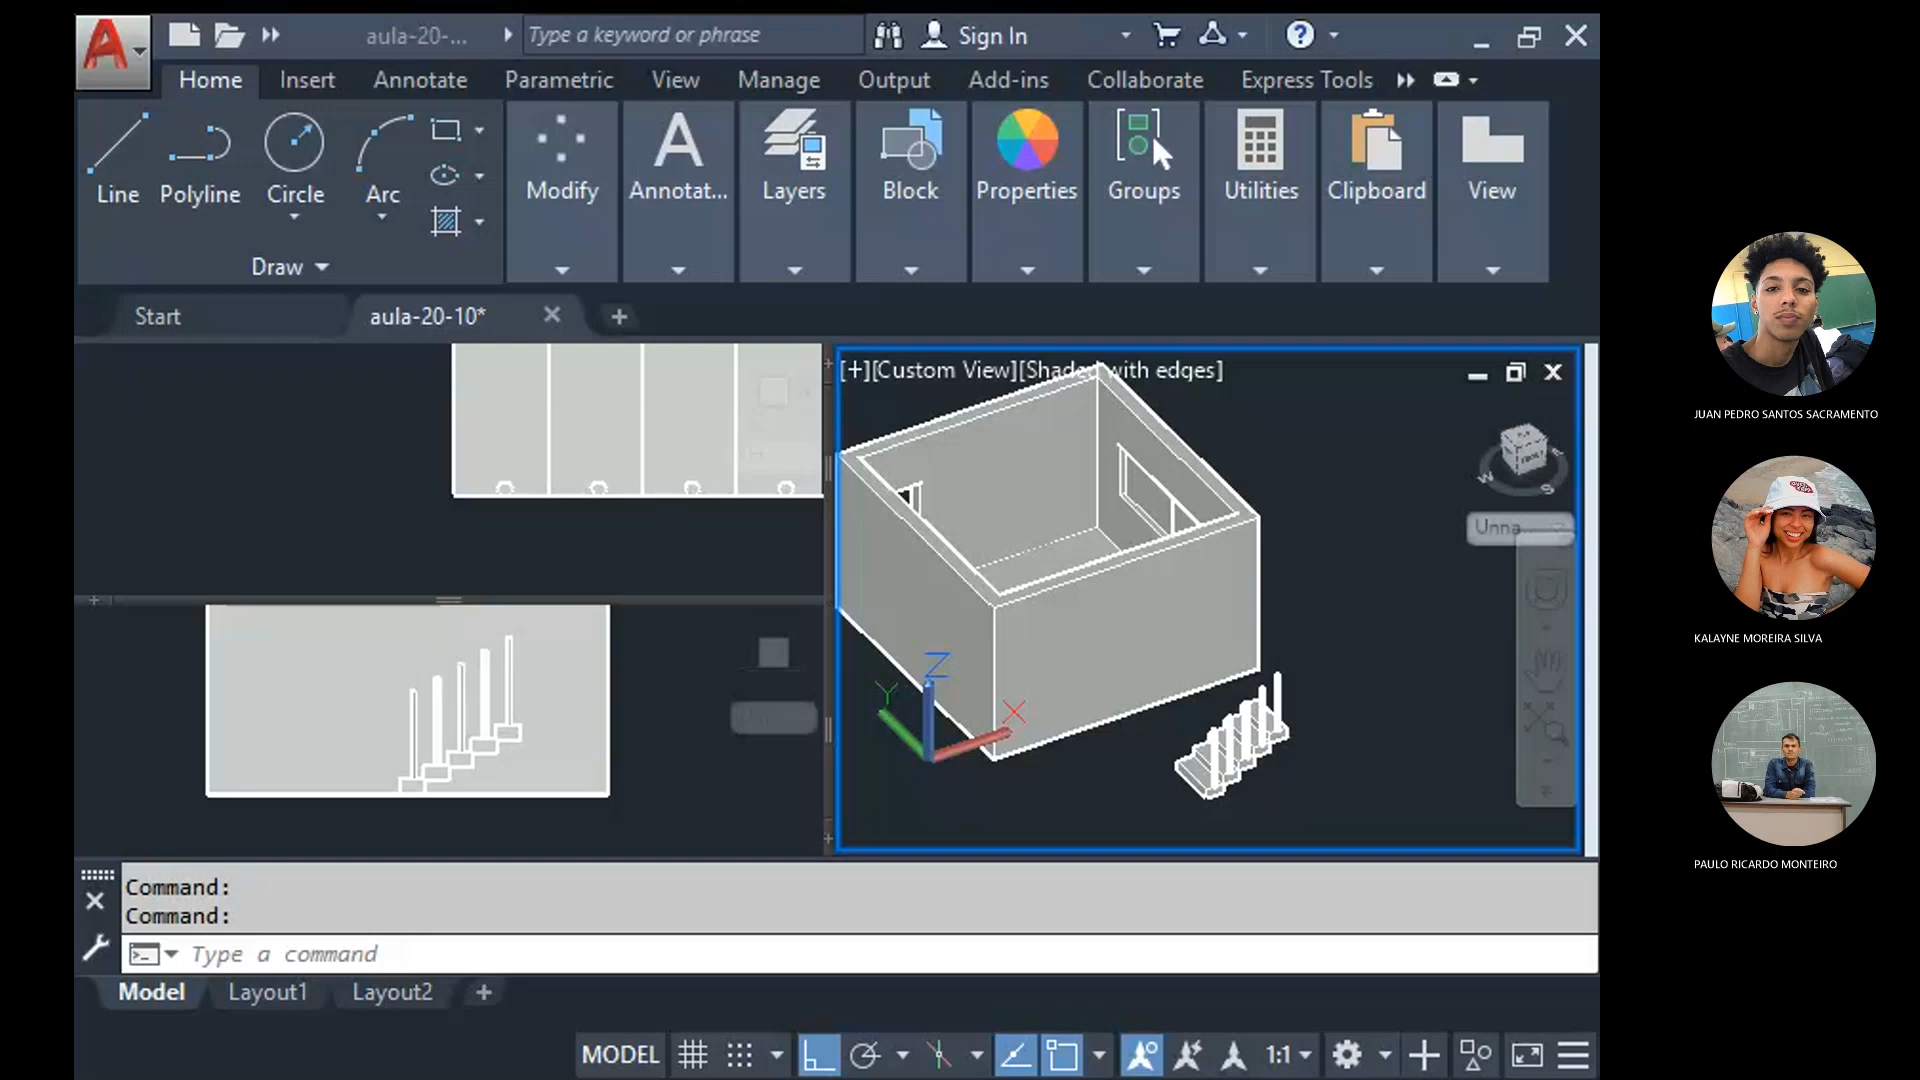 aula-20-...
Type a keyword or phrase
Sign In
Home Insert Annotate Parametric View Manage Output Add-ins Collaborate Express Tools
Line Polyline Circle Arc
Modify Annotat... Layers Block Properties Groups Utilities Clipboard View
Draw
Start aula-20-10*
[+][Custom View][Shaded with edges]
W S
Unna
Z
Y
X
Command:
Command:
Type a command
Model Layout1 Layout2
MODEL 1:1
JUAN PEDRO SANTOS SACRAMENTO
KALAYNE MOREIRA SILVA
PAULO RICARDO MONTEIRO